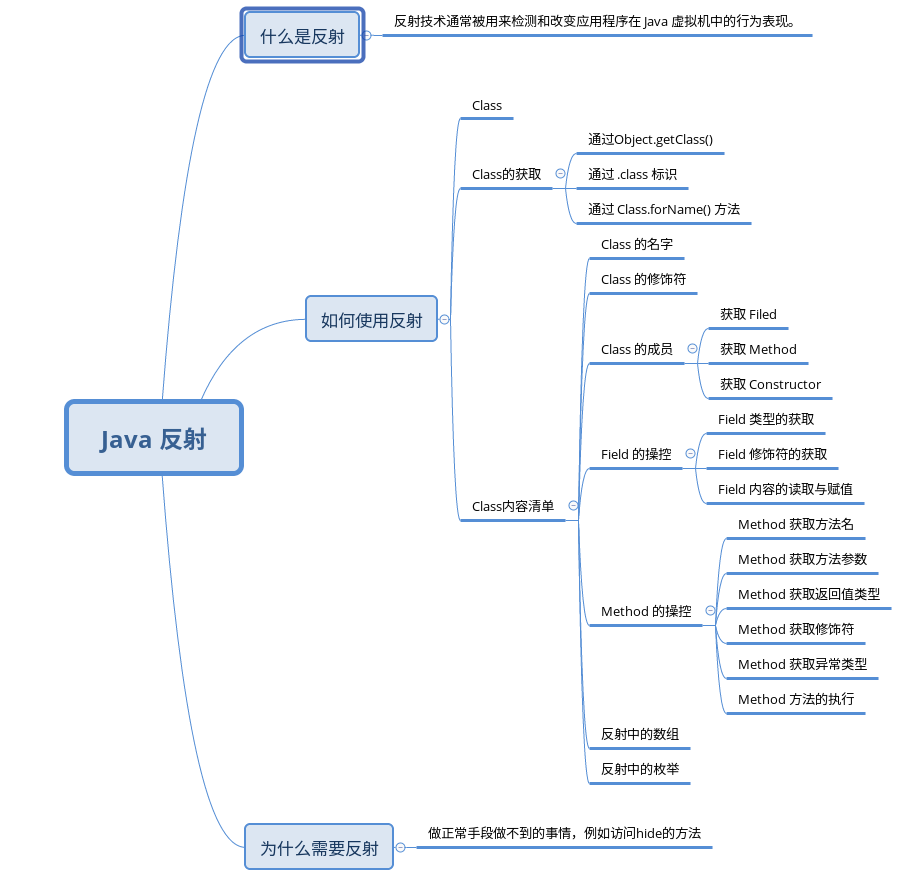 什么是反射
反射技术通常被用来检测和改变应用程序在 Java 虚拟机中的行为表现。
Class
通过Object.getClass()
Class的获取
通过 .class 标识
通过 Class.forName() 方法
Class 的名字
Class 的修饰符
如何使用反射
获取 Filed
Class 的成员
获取 Method
获取 Constructor
Java 反射
Field 类型的获取
Field 的操控
Field 修饰符的获取
Field 内容的读取与赋值
Class内容清单
Method 获取方法名
Method 获取方法参数
Method 获取返回值类型
Method 的操控
Method 获取修饰符
Method 获取异常类型
Method 方法的执行
反射中的数组
反射中的枚举
为什么需要反射
做正常手段做不到的事情，例如访问hide的方法